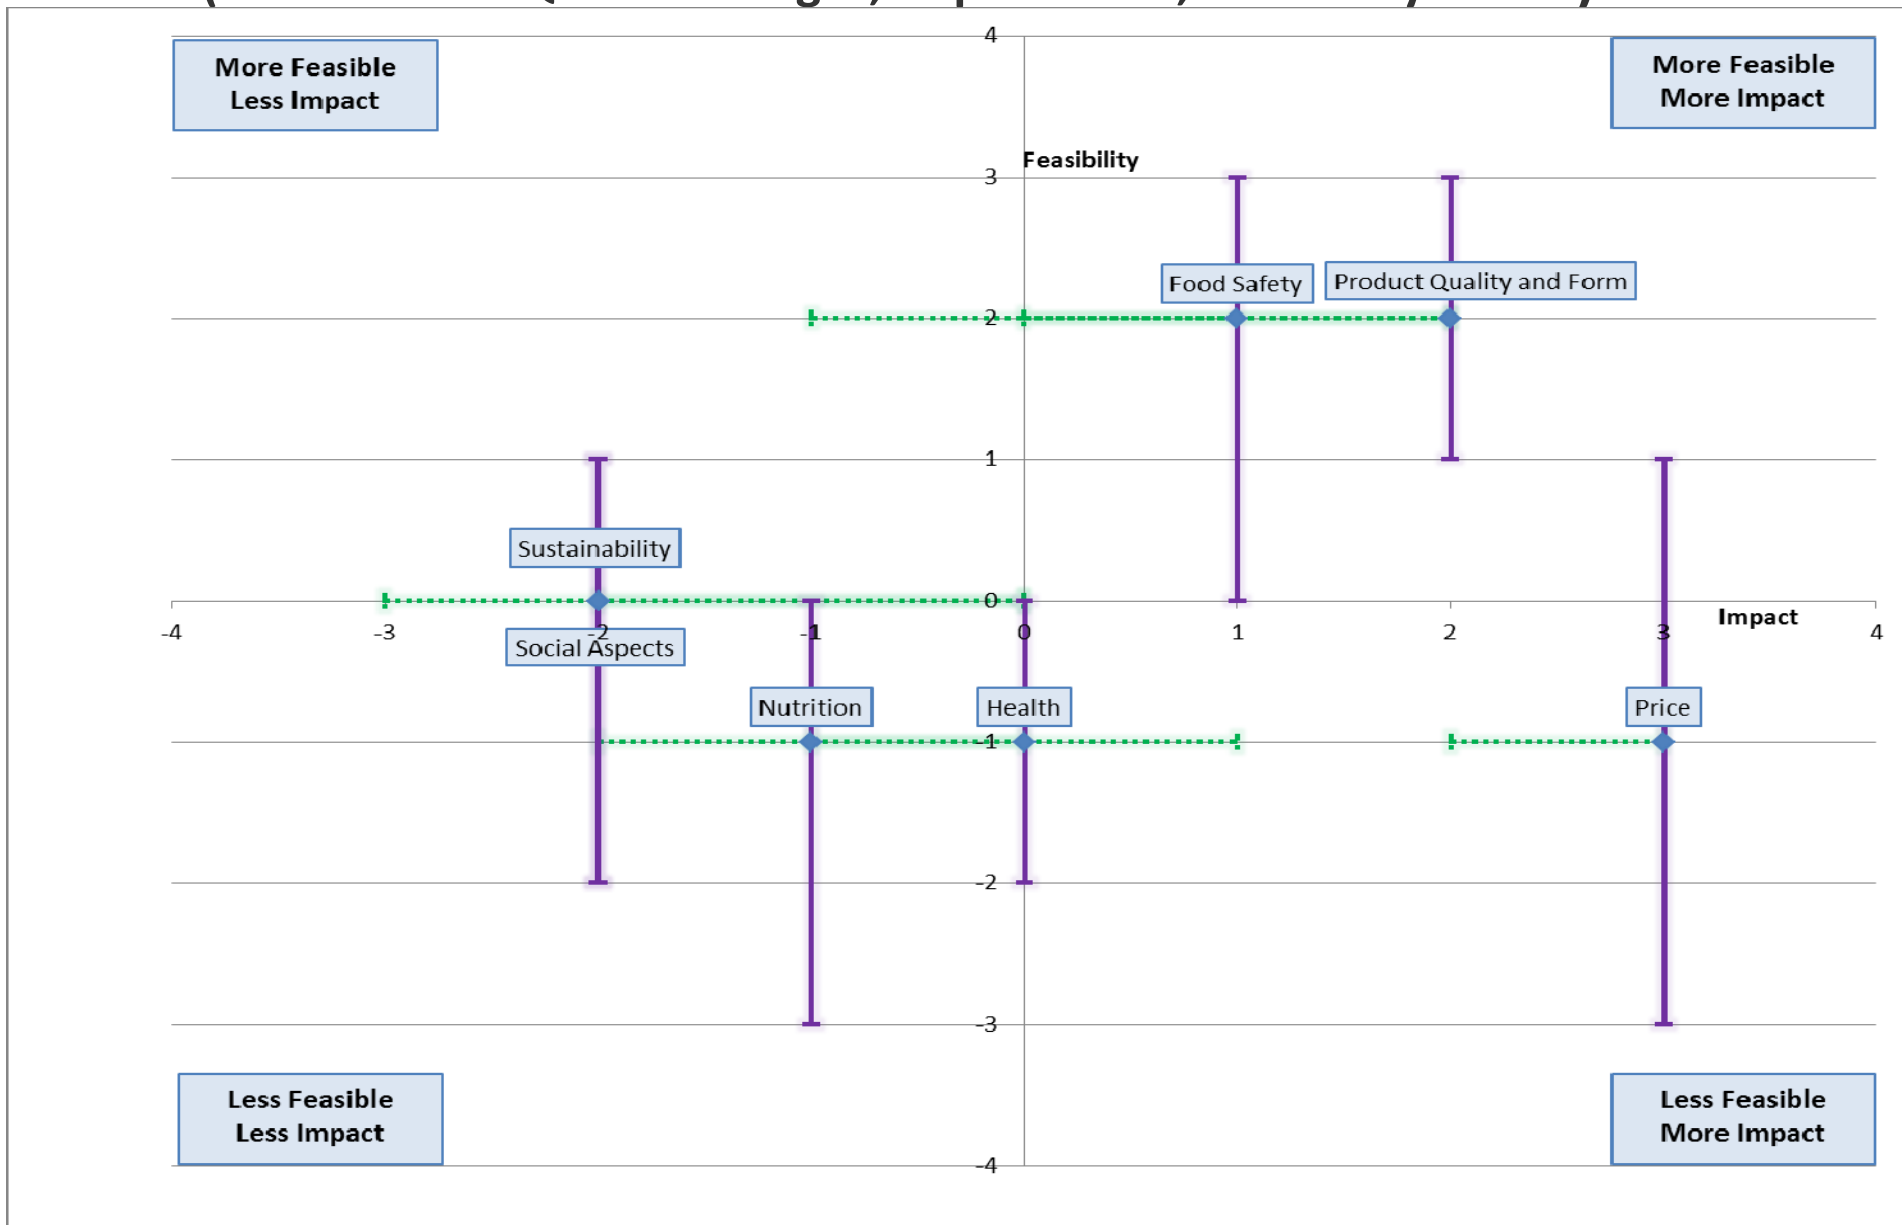 4
More Feasible
Less Impact
More Feasible
More Impact
Feasibility
3
Food Safety
Product Quality and Form
2
1
Sustainability
0
-4
-3
-2
-1
0
1
2
3
4
Impact
Social Aspects
Nutrition
Health
Price
-1
-2
-3
Less Feasible
Less Impact
Less Feasible
More Impact
-4